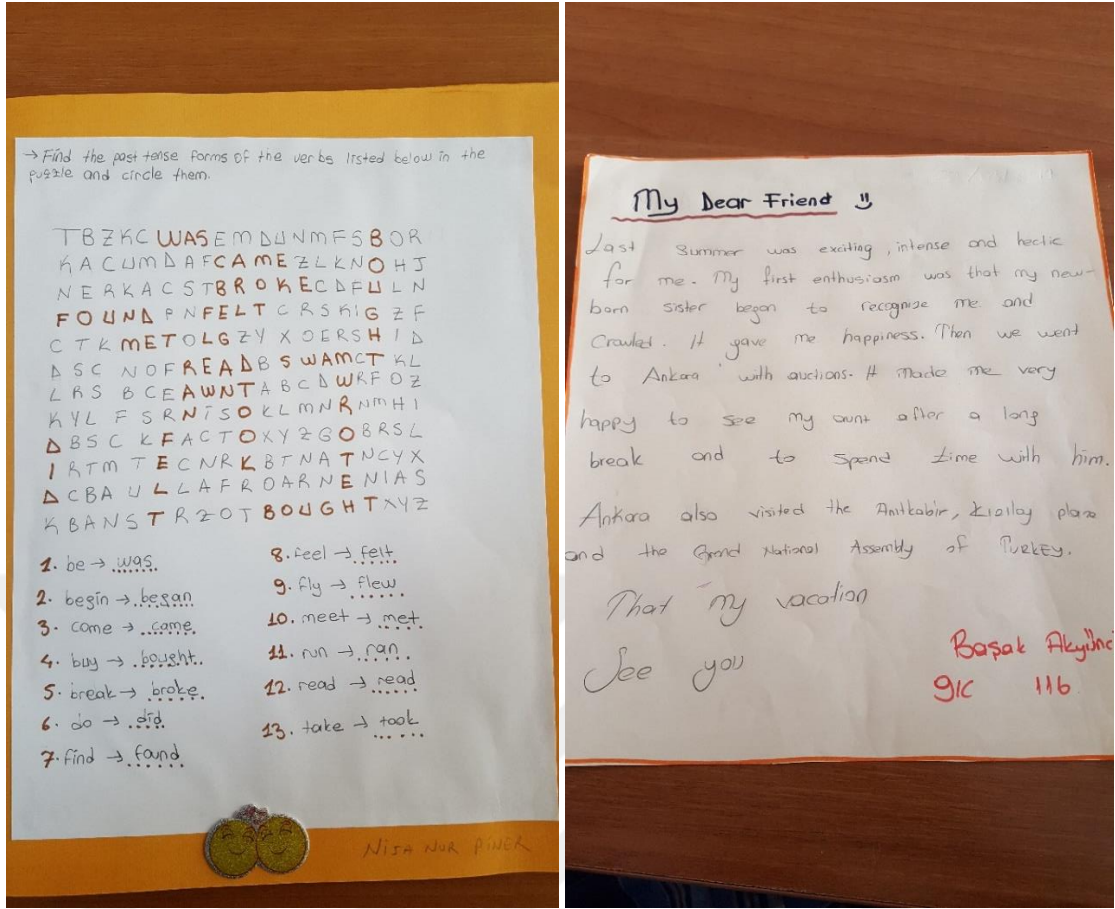 → Find the past tense forms of the verbs listed below in the
puzzle and circle them.
TBZKC WASEMDUNMFSBOR
KACUMDAFCAMEZLKNOHJ
NERKACSTBROKECDFULN
FOUNDPNFELTCRSKIGZF
CTKMETOLGZYXOERSHID
DSCNOFREADBSWAMCTKL
LRSBCEAWNTABCDWRFOZ
KYLFSRNISOKLMNRNMHI
DBSCKFACTOXYZGOBRSL
IRTMTECNRKBTNATNCYX
DCBAULLAFROARNENIAS
KBANSTRZOTBOUGHTXYZ
1. be → was
2. begin → began
3. come → came
4. buy → bought
5. break → broke
6. do → did
7. find → found
8. feel → felt
9. fly → flew
10. meet → met
11. run → ran
12. read → read
13. take → took
NISA NUR PINER
My Dear Friend
Last summer was exciting, intense and hectic
for me. My first enthusiasm was that my new-
born sister began to recognise me and
Crawled. It gave me happiness. Then we went
to Ankara with auctions. It made me very
happy to see my aunt after a long
break and to spend time with him.
Ankara also visited the Anitkabir, Kizilay plaza
and the Grand National Assembly of TURKEY.
That my vacation
See you
Başak
9/C 116